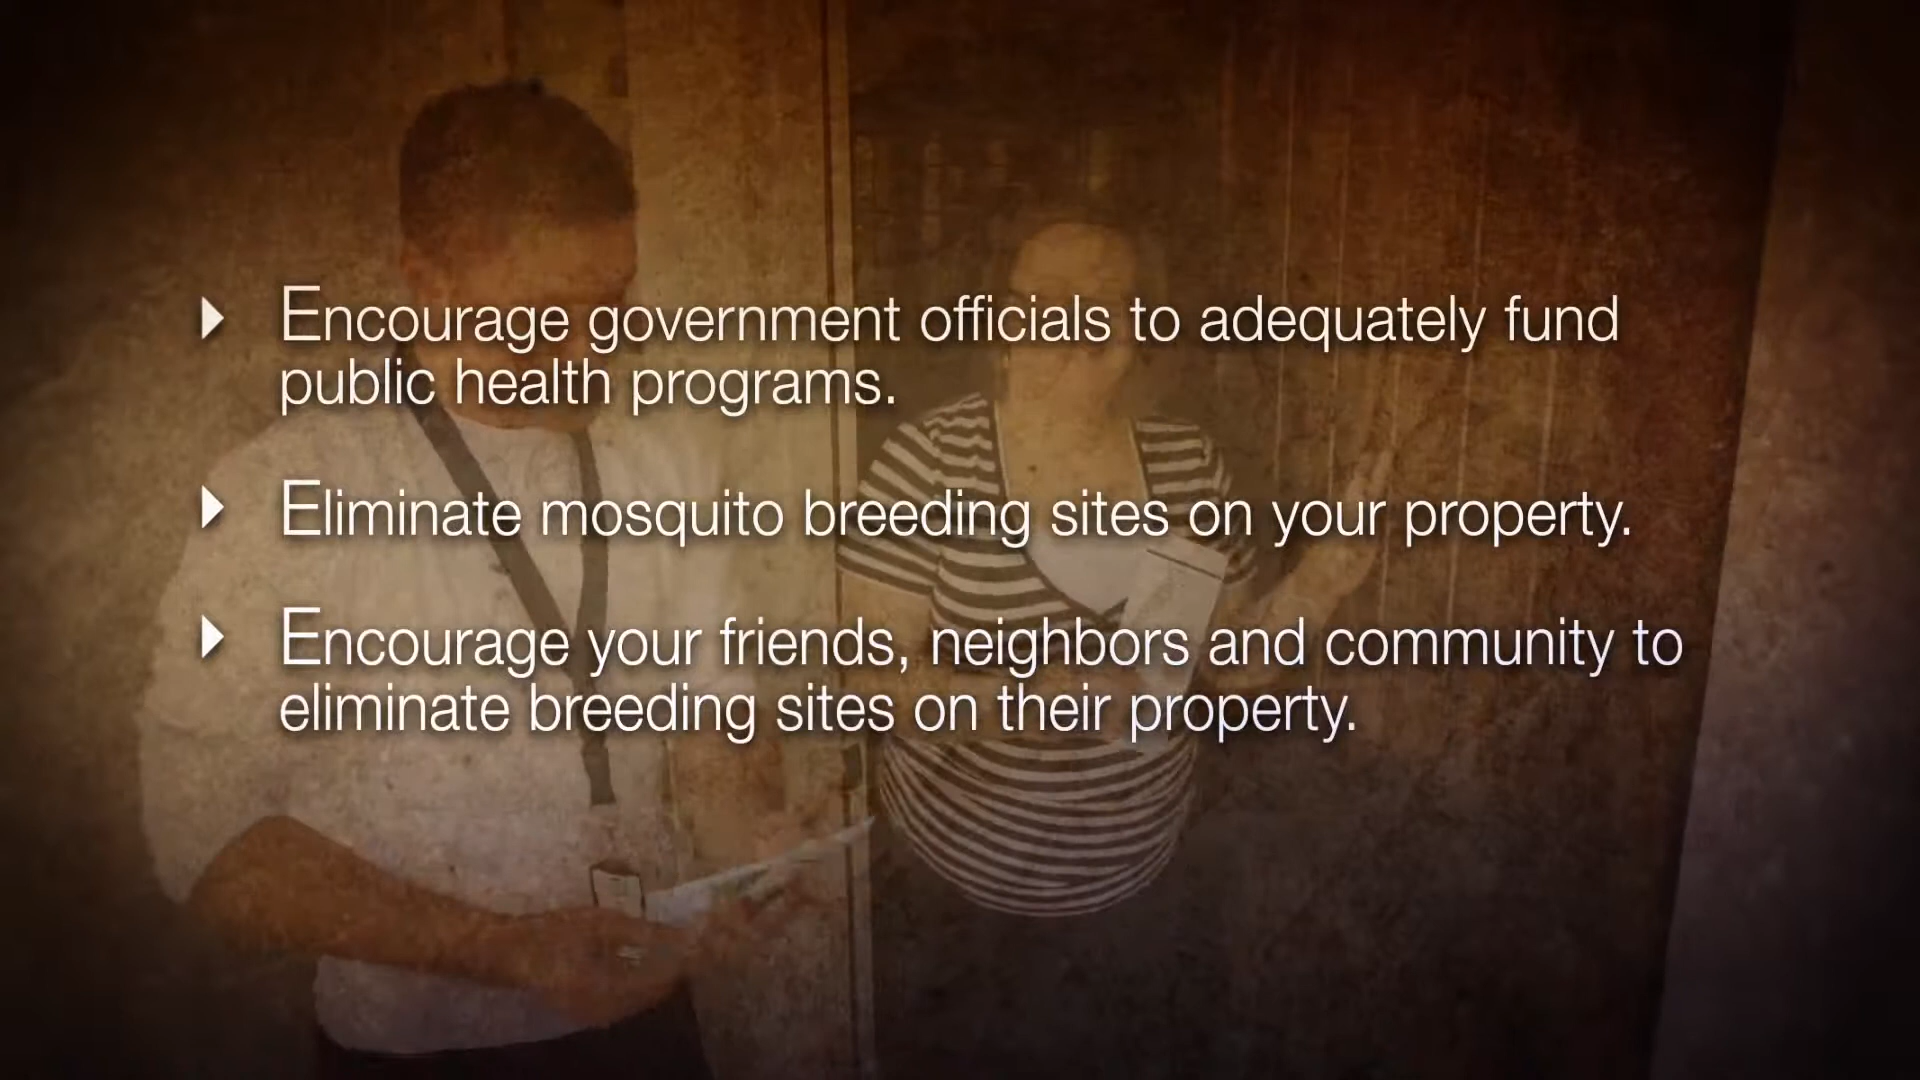 Encourage government officials to adequately fund
public health programs.
Eliminate mosquito breeding sites on your property.
Encourage your friends, neighbors and community to
eliminate breeding sites on their property.